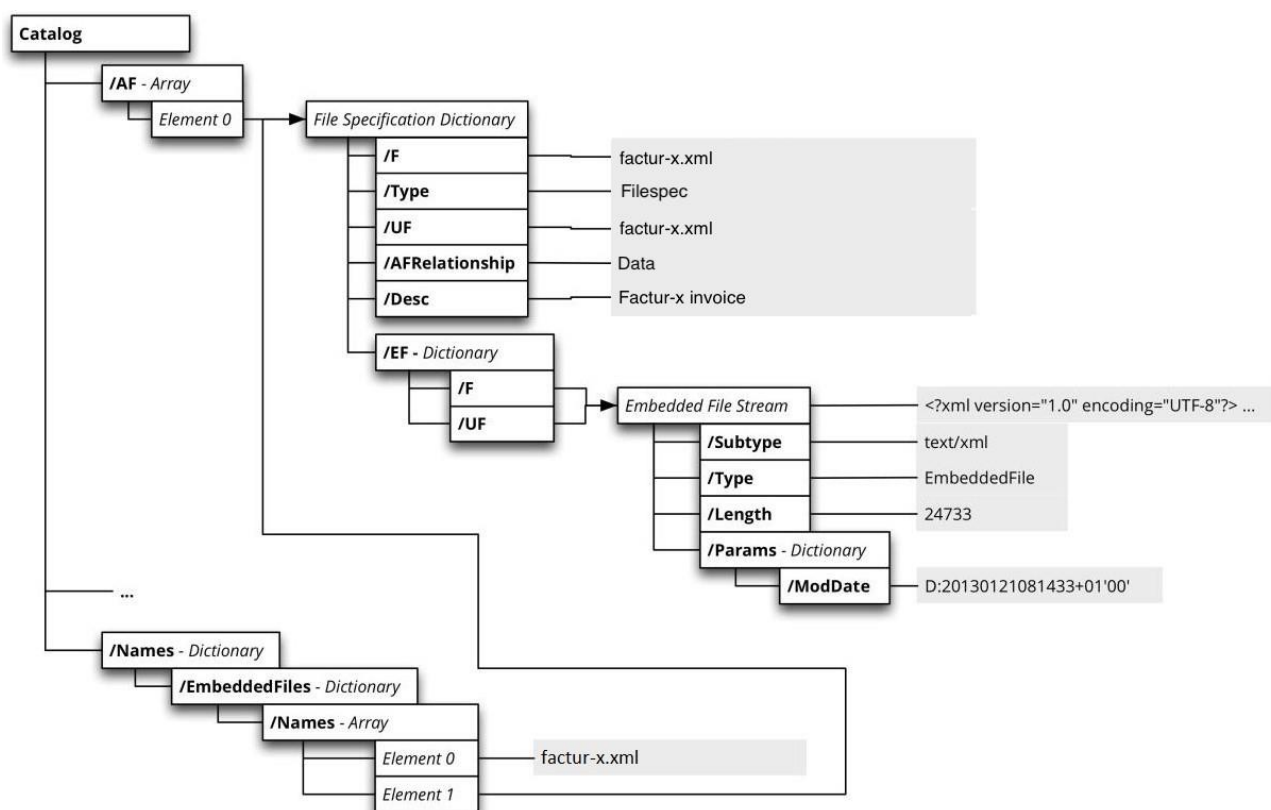 Catalog
/AF - Array
Element 0
File Specification Dictionary
/F
factur-x.xml
/Type
Filespec
/UF
factur-x.xml
/AFRelationship
Data
/Desc
Factur-x invoice
/EF - Dictionary
/F
/UF
Embedded File Stream
<?xml version="1.0" encoding="UTF-8"?> ...
/Subtype
text/xml
/Type
EmbeddedFile
/Length
24733
/Params - Dictionary
/ModDate
D:20130121081433+01'00'
...
/Names - Dictionary
/EmbeddedFiles - Dictionary
/Names - Array
Element 0
factur-x.xml
Element 1